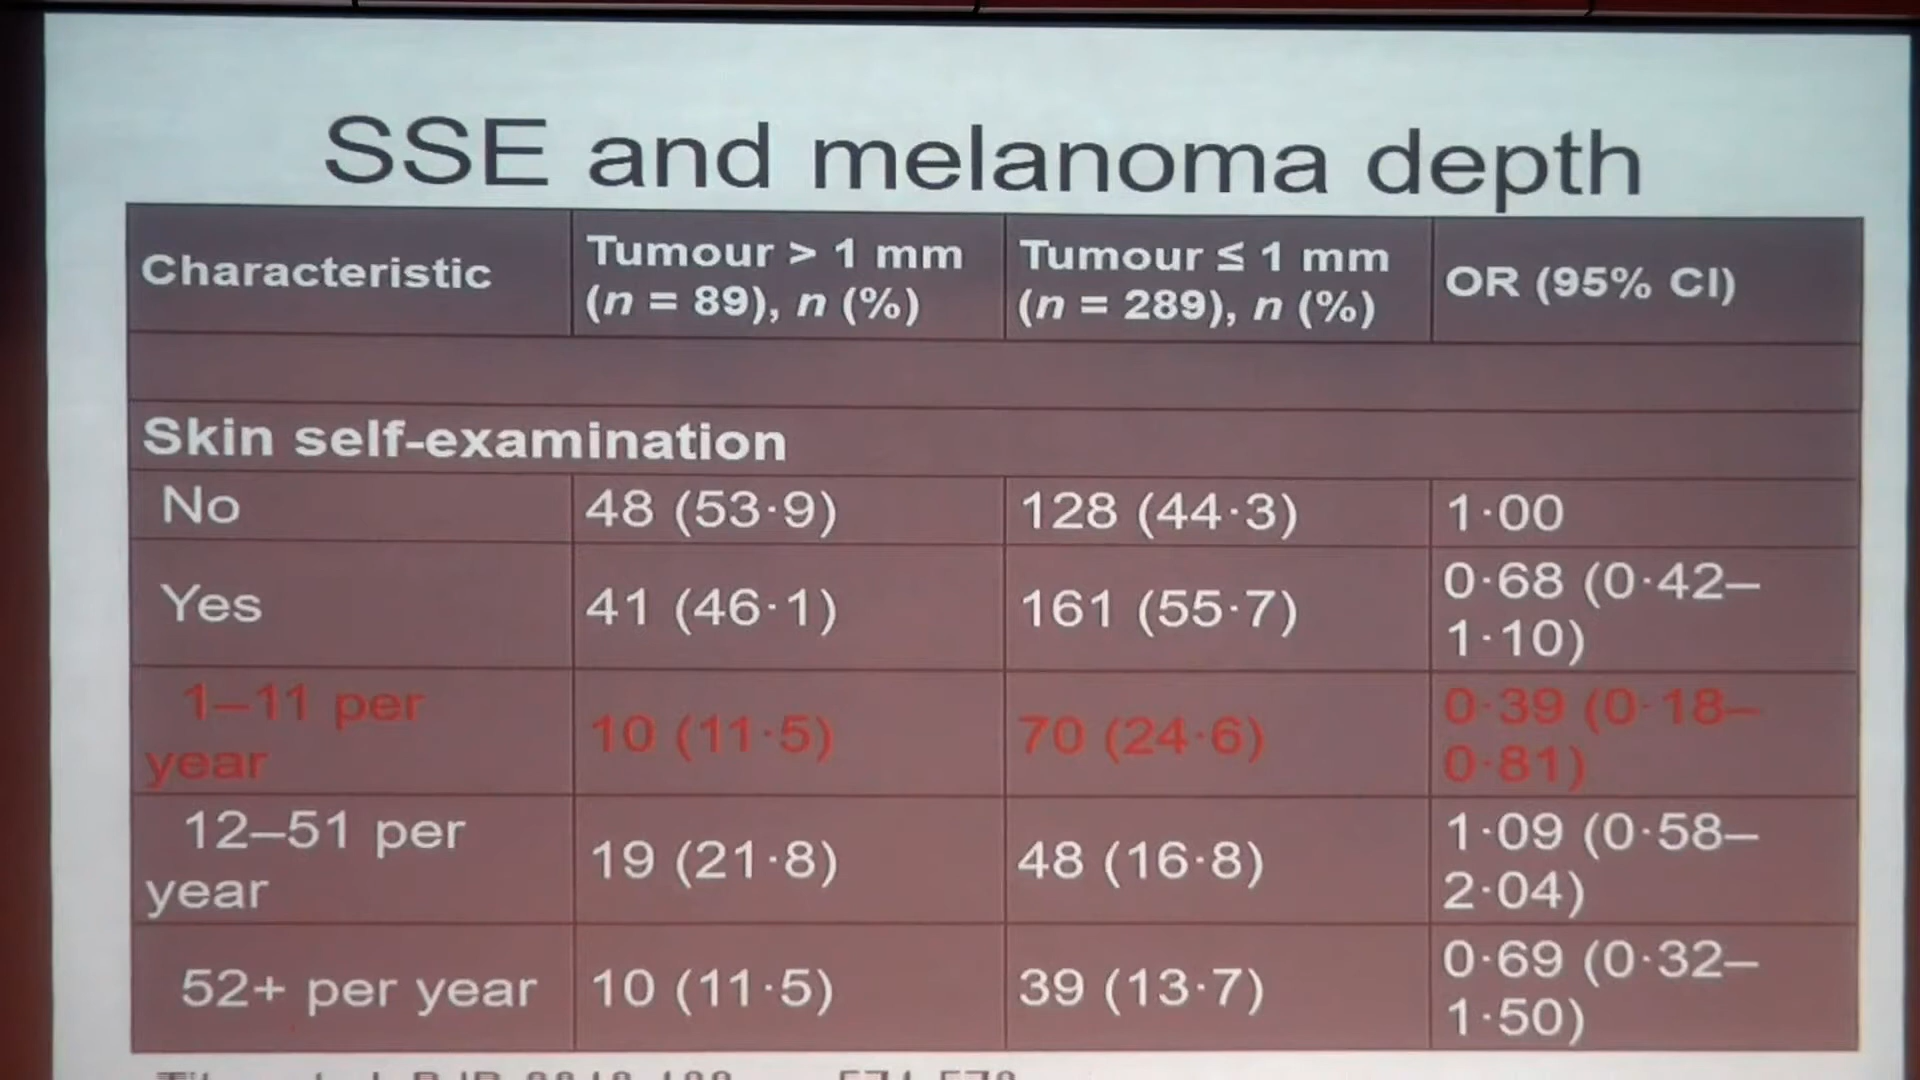 SSE and melanoma depth
Characteristic
Tumour > 1 mm
(n = 89), n (%)
Tumour ≤ 1 mm
(n = 289), n (%)
OR (95% CI)
Skin self-examination
No
48 (53·9)
128 (44·3)
1·00
Yes
41 (46·1)
161 (55·7)
0·68 (0·42–
1·10)
1–11 per
year
10 (11·5)
70 (24·6)
0·39 (0·18–
0·81)
12–51 per
year
19 (21·8)
48 (16·8)
1·09 (0·58–
2·04)
52+ per year
10 (11·5)
39 (13·7)
0·69 (0·32–
1·50)